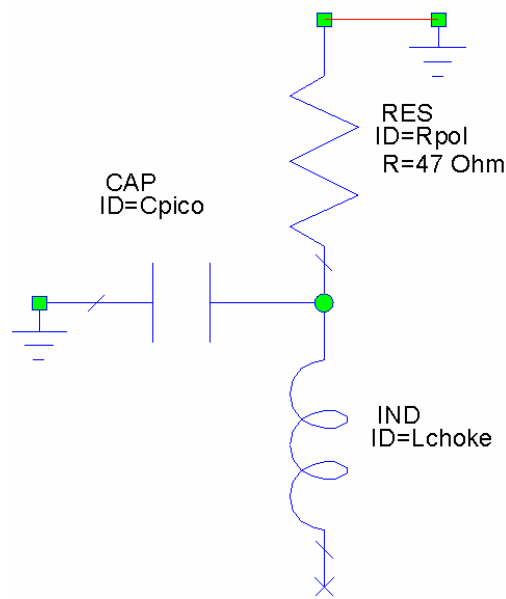 RES
ID=Rpol
R=47 Ohm
CAP
ID=Cpico
IND
ID=Lchoke